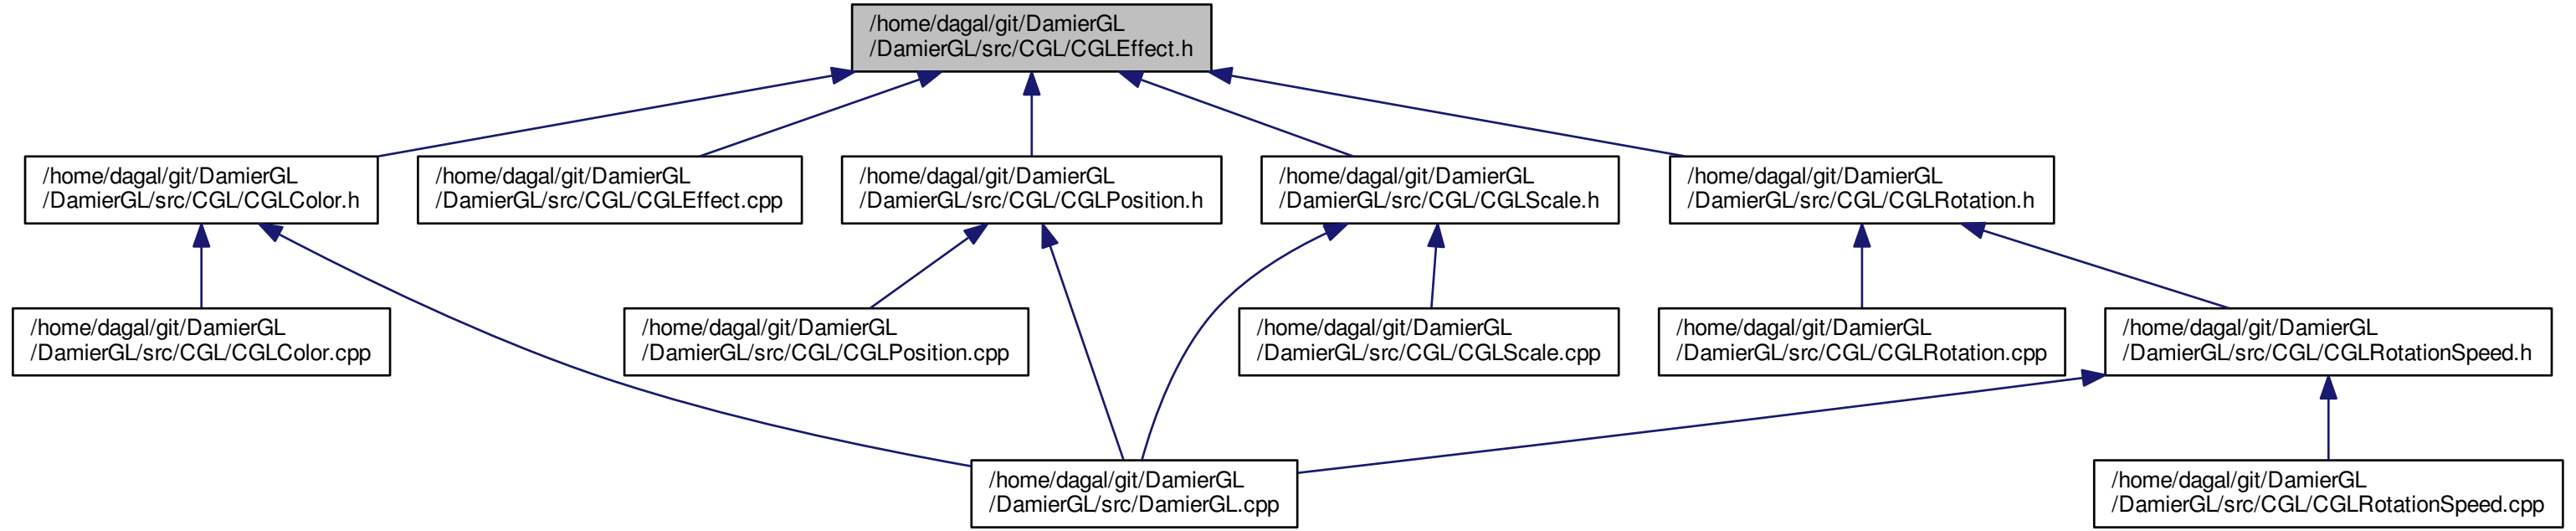 /home/dagal/git/DamierGL
/DamierGL/src/CGL/CGLEffect.h
/home/dagal/git/DamierGL
/DamierGL/src/CGL/CGLColor.h
/home/dagal/git/DamierGL
/DamierGL/src/CGL/CGLEffect.cpp
/home/dagal/git/DamierGL
/DamierGL/src/CGL/CGLPosition.h
/home/dagal/git/DamierGL
/DamierGL/src/CGL/CGLScale.h
/home/dagal/git/DamierGL
/DamierGL/src/CGL/CGLRotation.h
/home/dagal/git/DamierGL
/DamierGL/src/CGL/CGLColor.cpp
/home/dagal/git/DamierGL
/DamierGL/src/CGL/CGLPosition.cpp
/home/dagal/git/DamierGL
/DamierGL/src/CGL/CGLScale.cpp
/home/dagal/git/DamierGL
/DamierGL/src/CGL/CGLRotation.cpp
/home/dagal/git/DamierGL
/DamierGL/src/CGL/CGLRotationSpeed.h
/home/dagal/git/DamierGL
/DamierGL/src/DamierGL.cpp
/home/dagal/git/DamierGL
/DamierGL/src/CGL/CGLRotationSpeed.cpp